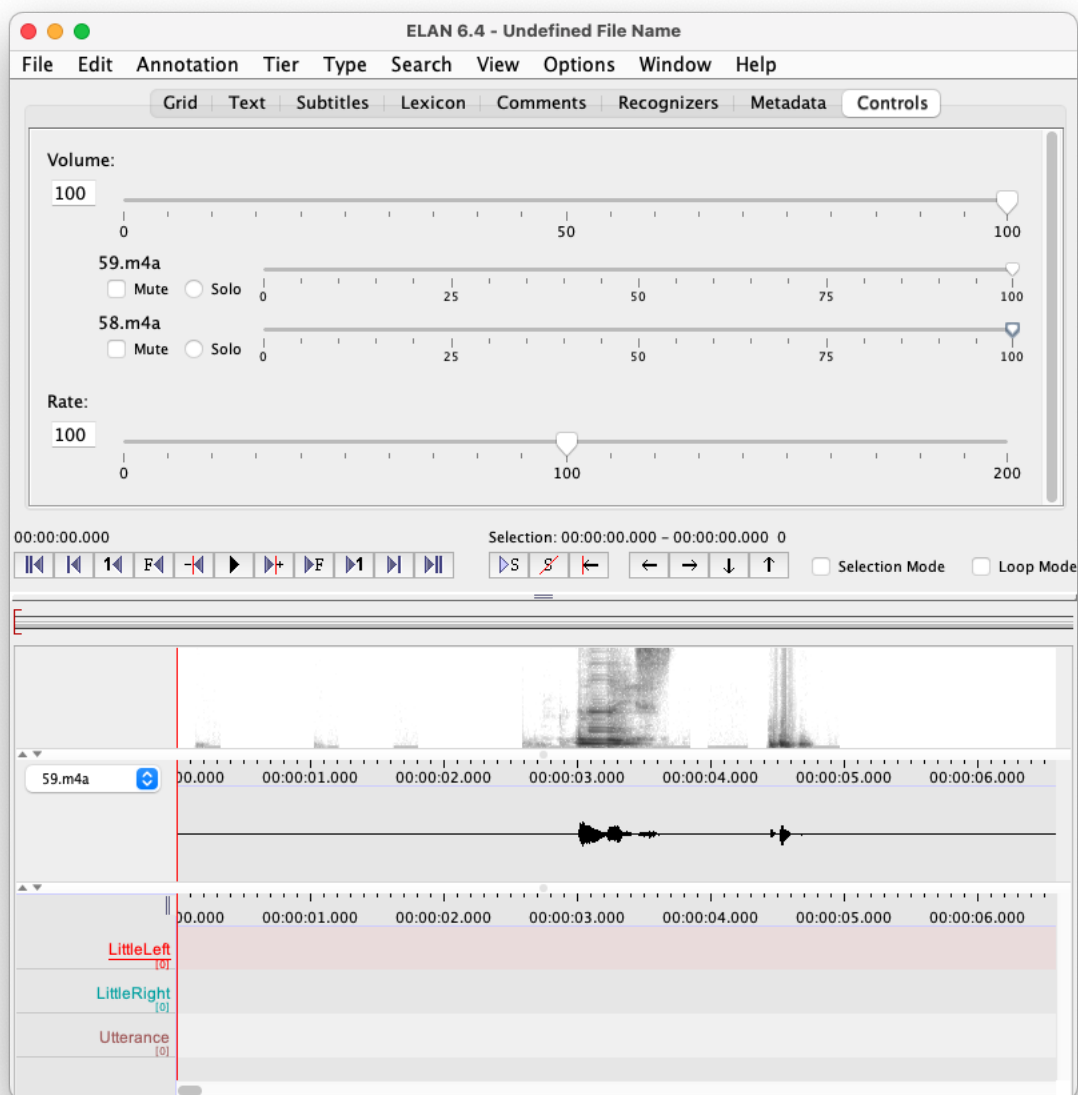 ELAN 6.4 - Undefined File Name
File Edit Annotation Tier Type Search View Options Window Help
Grid Text Subtitles Lexicon Comments Recognizers Metadata Controls
Volume:
100
0 50 100
59.m4a
Mute Solo
0 25 50 75 100
58.m4a
Mute Solo
0 25 50 75 100
Rate:
100
0 100 200
00:00:00.000 Selection: 00:00:00.000 – 00:00:00.000 0
1 F F 1 S S Selection Mode Loop Mode
59.m4a 00.000 00:00:01.000 00:00:02.000 00:00:03.000 00:00:04.000 00:00:05.000 00:00:06.000
00.000 00:00:01.000 00:00:02.000 00:00:03.000 00:00:04.000 00:00:05.000 00:00:06.000
LittleLeft
[0]
LittleRight
[0]
Utterance
[0]